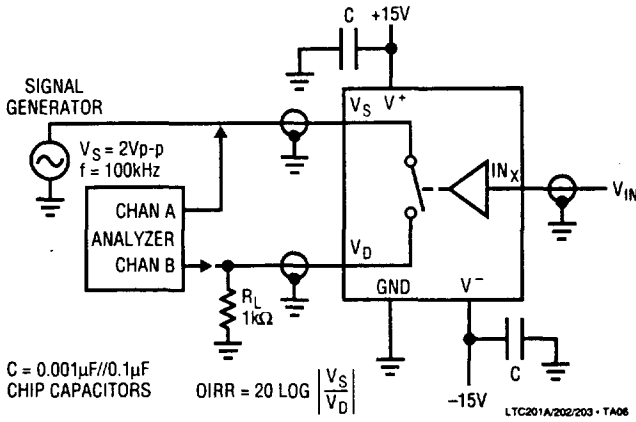 C
+15V
SIGNAL
GENERATOR
V_S
V⁺
V_S = 2Vp-p
f = 100kHz
IN_X
V_IN
CHAN A
ANALYZER
CHAN B
V_D
R_L
1kΩ
GND
V⁻
C
C = 0.001µF//0.1µF
CHIP CAPACITORS
OIRR = 20 LOG |V_S/V_D|
–15V
LTC201A/202/203 • TA06